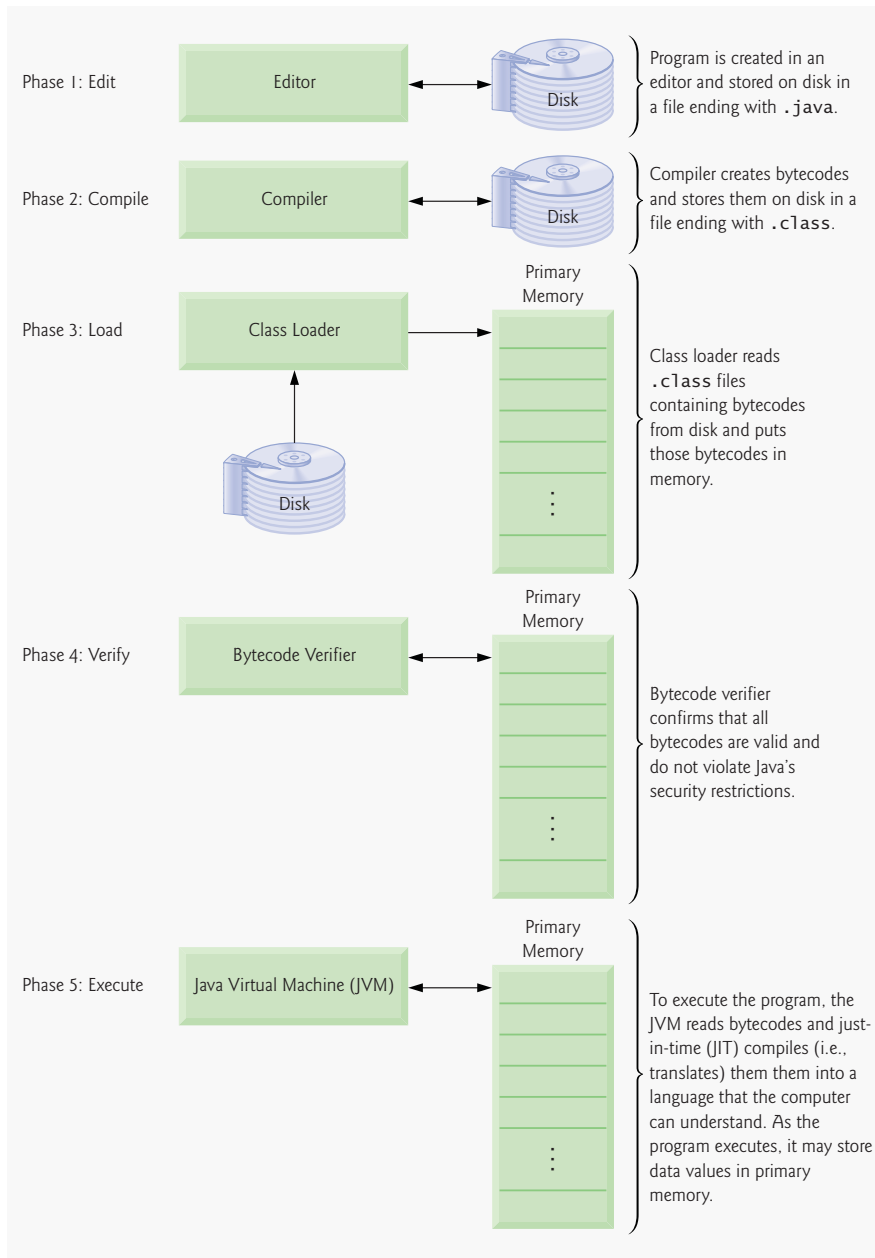 Phase 1: Edit
Editor
Disk
Program is created in an
editor and stored on disk in
a file ending with .java.
Phase 2: Compile
Compiler
Disk
Compiler creates bytecodes
and stores them on disk in a
file ending with .class.
Primary
Memory
Phase 3: Load
Class Loader
Disk
Class loader reads
.class files
containing bytecodes
from disk and puts
those bytecodes in
memory.
Primary
Memory
Phase 4: Verify
Bytecode Verifier
Bytecode verifier
confirms that all
bytecodes are valid and
do not violate Java’s
security restrictions.
Primary
Memory
Phase 5: Execute
Java Virtual Machine (JVM)
To execute the program, the
JVM reads bytecodes and just-
in-time (JIT) compiles (i.e.,
translates) them them into a
language that the computer
can understand. As the
program executes, it may store
data values in primary
memory.